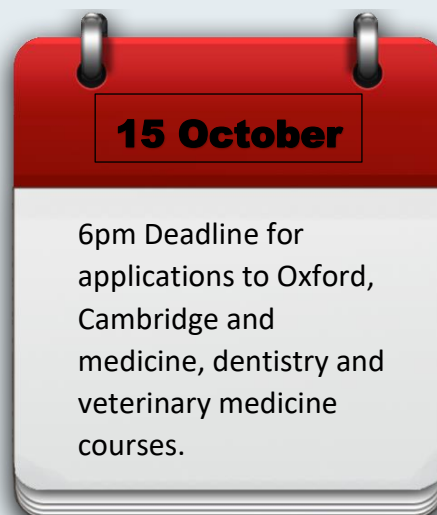 15 October
6pm Deadline for
applications to Oxford,
Cambridge and
medicine, dentistry and
veterinary medicine
courses.